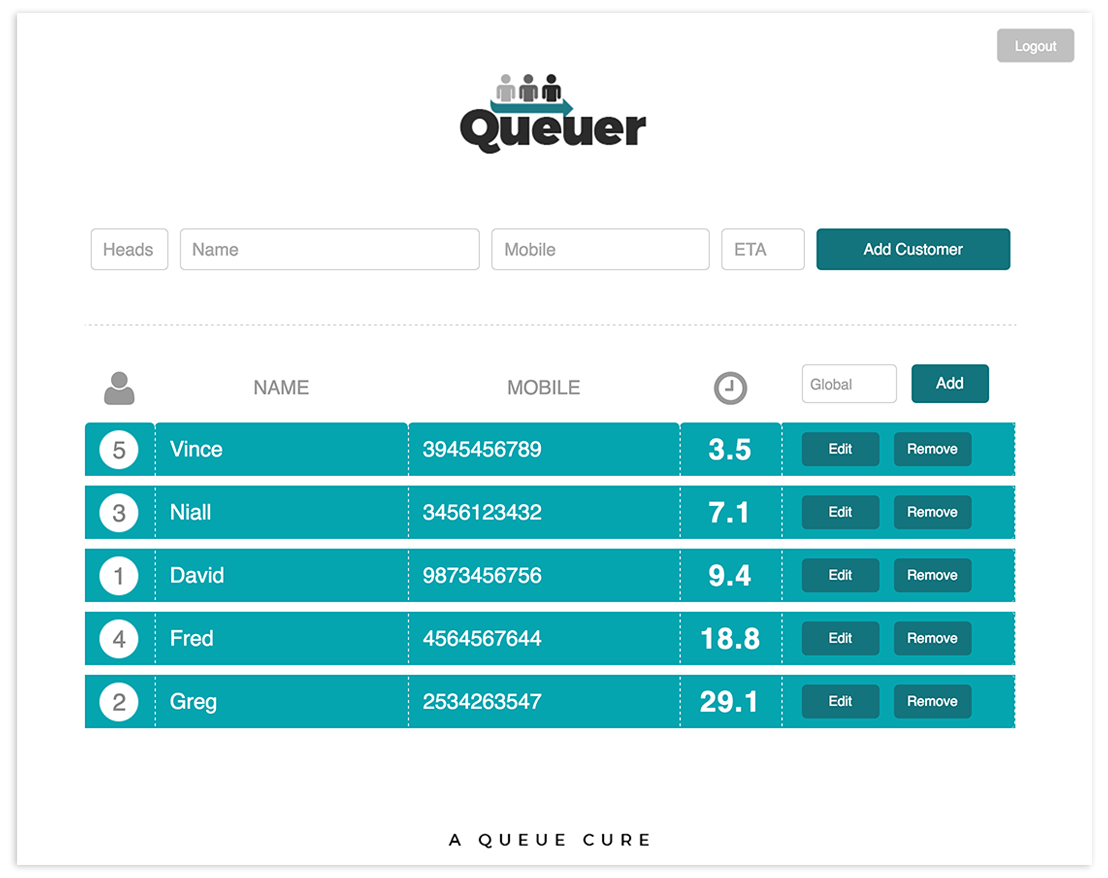 Logout
Queuer
Heads Name Mobile ETA Add Customer
NAME MOBILE Global Add
5 Vince 3945456789 3.5 Edit Remove
3 Niall 3456123432 7.1 Edit Remove
1 David 9873456756 9.4 Edit Remove
4 Fred 4564567644 18.8 Edit Remove
2 Greg 2534263547 29.1 Edit Remove
A QUEUE CURE